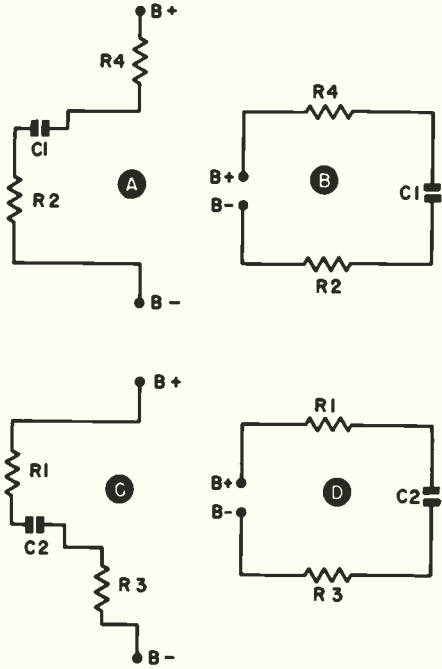 B+
R4
C1
R2
A
B-
R4
B+
B-
B
C1
R2
B+
R1
C
C2
R3
B-
R1
B+
B-
D
C2
R3